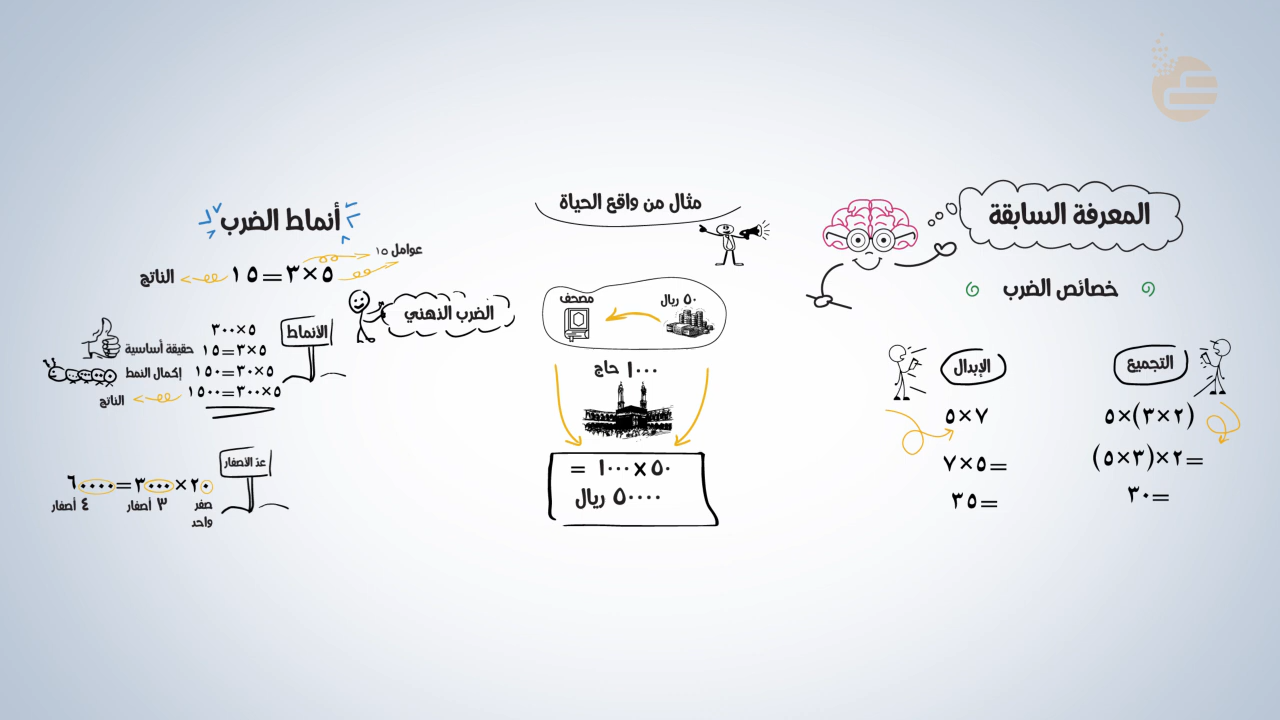 المعرفة السابقة
خصائص الضرب
التجميع
٥×(٣×٢)
(٥×٣)×٢=
٣٠=
الإبدال
٥×٧
٧×٥=
٣٥=
مثال من واقع الحياة
٥٠ ريال
مصحف
١٠٠٠ حاج
= ١٠٠٠×٥٠
٥٠٠٠٠ ريال
أنماط الضرب
عوامل ١٥
١٥=٣×٥
الناتج
الضرب الذهني
الأنماط
٣٠٠×٥
حقيقة أساسية ١٥=٣×٥
إكمال النمط ١٥٠=٣٠×٥
الناتج ١٥٠٠=٣٠٠×٥
عدّ الأصفار
٦٠٠٠٠=٣٠٠٠×٢٠
صفر واحد
٣ أصفار
٤ أصفار